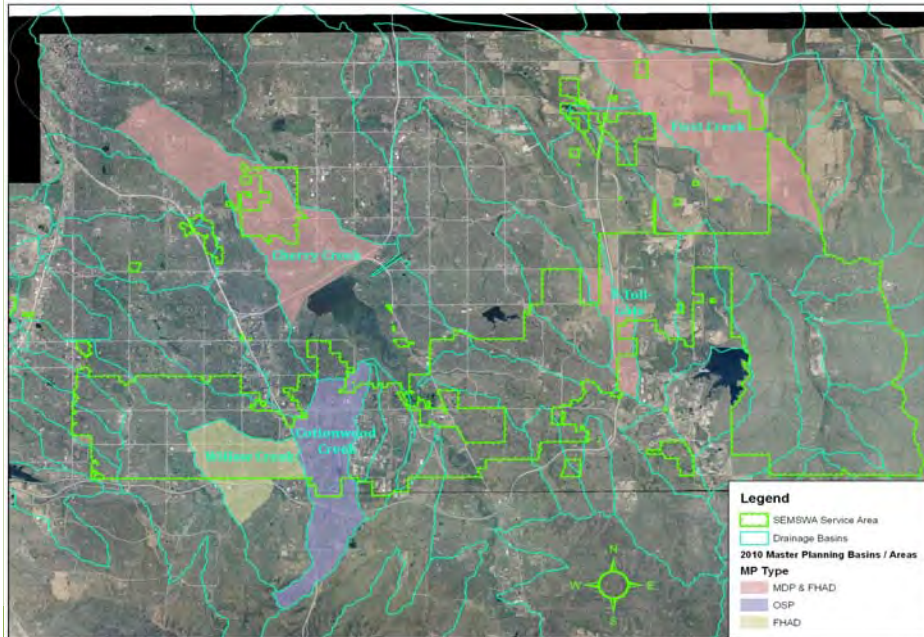 First Creek
Cherry Creek
E Toll
Gate
Cottonwood
Creek
Willow Creek
N
W
E
S
Legend
SEMSWA Service Area
Drainage Basins
2010 Master Planning Basins / Areas
MP Type
MDP & FHAD
OSP
FHAD